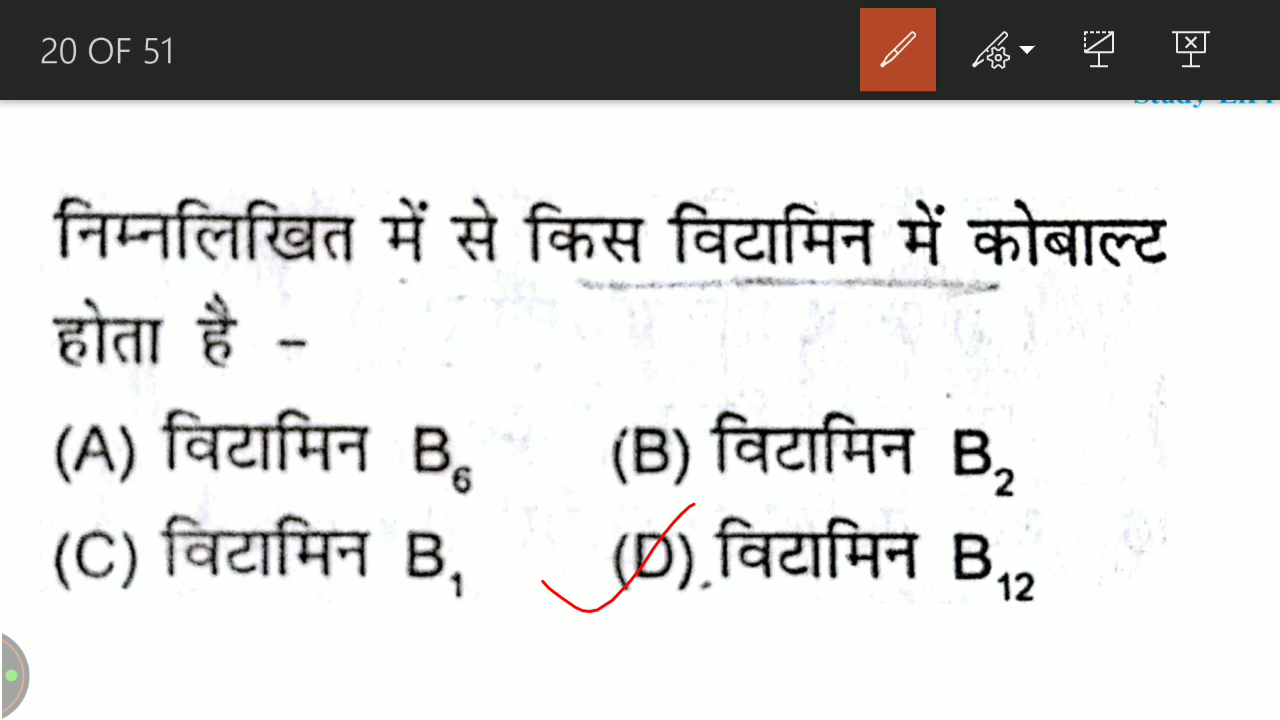 20 OF 51
निम्नलिखित में से किस विटामिन में कोबाल्ट
होता है -
(A) विटामिन B₆ (B) विटामिन B₂
(C) विटामिन B₁ (D) विटामिन B₁₂